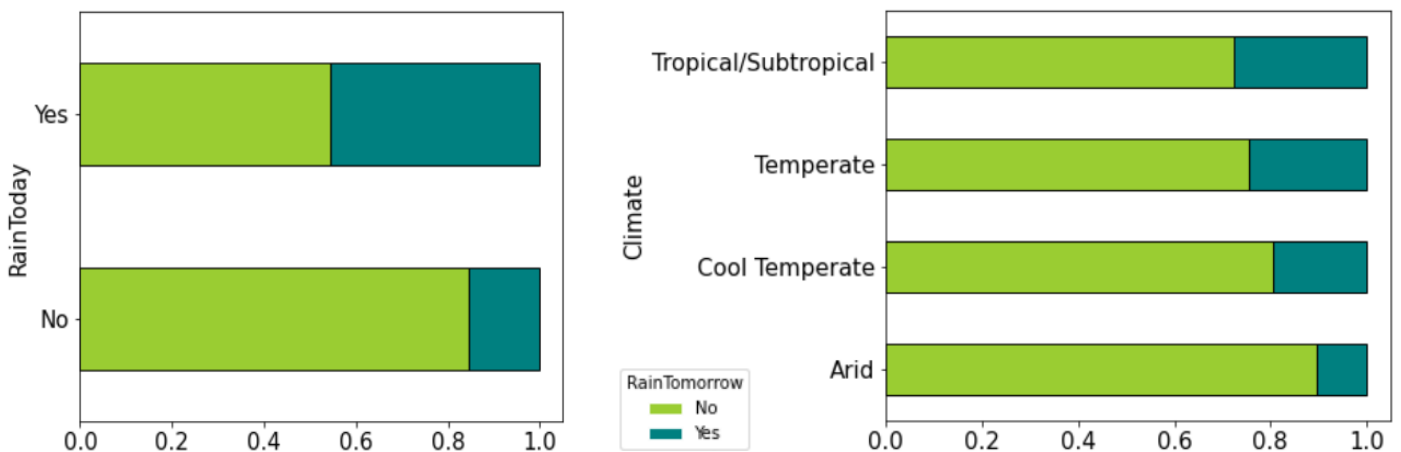 RainToday
Yes
No
0.0 0.2 0.4 0.6 0.8 1.0
RainTomorrow
No
Yes
Climate
Tropical/Subtropical
Temperate
Cool Temperate
Arid
0.0 0.2 0.4 0.6 0.8 1.0